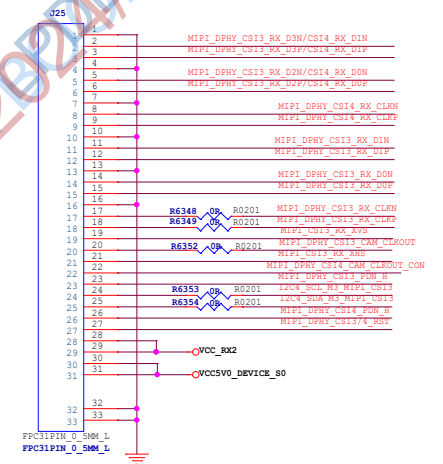 J25
1
1
2
MIPI_DPHY_CSI3_RX_D3N/CSI4_RX_D1N
2
3
MIPI_DPHY_CSI3_RX_D3P/CSI4_RX_D1P
3
4
4
5
MIPI_DPHY_CSI3_RX_D2N/CSI4_RX_D0N
5
6
MIPI_DPHY_CSI3_RX_D2P/CSI4_RX_D0P
6
7
7
8
MIPI_DPHY_CSI4_RX_CLKN
8
9
MIPI_DPHY_CSI4_RX_CLKP
9
10
10
11
MIPI_DPHY_CSI3_RX_D1N
11
12
MIPI_DPHY_CSI3_RX_D1P
12
13
13
14
MIPI_DPHY_CSI3_RX_D0N
14
15
MIPI_DPHY_CSI3_RX_D0P
15
16
16
17 R6348 0R R0201 MIPI_DPHY_CSI3_RX_CLKN
17
18 R6349 0R R0201 MIPI_DPHY_CSI3_RX_CLKP
18
19
MIPI_CSI3_RX_XVS
19
20 R6352 0R R0201 MIPI_DPHY_CSI3_CAM_CLKOUT
20
21
MIPI_CSI3_RX_XHS
21
22
MIPI_DPHY_CSI4_CAM_CLKOUT_CON
22
23
MIPI_DPHY_CSI3_PDN_H
23
24 R6353 0R R0201 I2C4_SCL_M3_MIPI_CSI3
24
25 R6354 0R R0201 I2C4_SDA_M3_MIPI_CSI3
25
26
MIPI_DPHY_CSI4_PDN_H
26
27
MIPI_DPHY_CSI3/4_RST
27
28
28
29
VCC_RX2
29
30
30
31
VCC5V0_DEVICE_S0
31
32
32
33
33
FPC31PIN_0_5MM_L
FPC31PIN_0_5MM_L